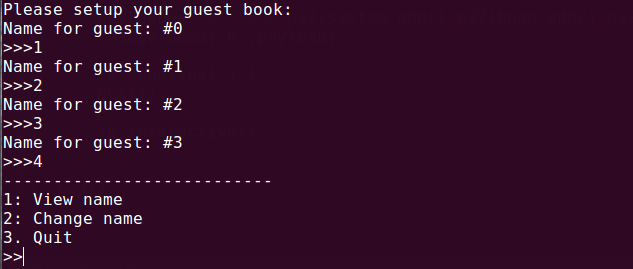 Please setup your guest book:
Name for guest: #0
>>>1
Name for guest: #1
>>>2
Name for guest: #2
>>>3
Name for guest: #3
>>>4
---------------------------
1: View name
2: Change name
3. Quit
>>